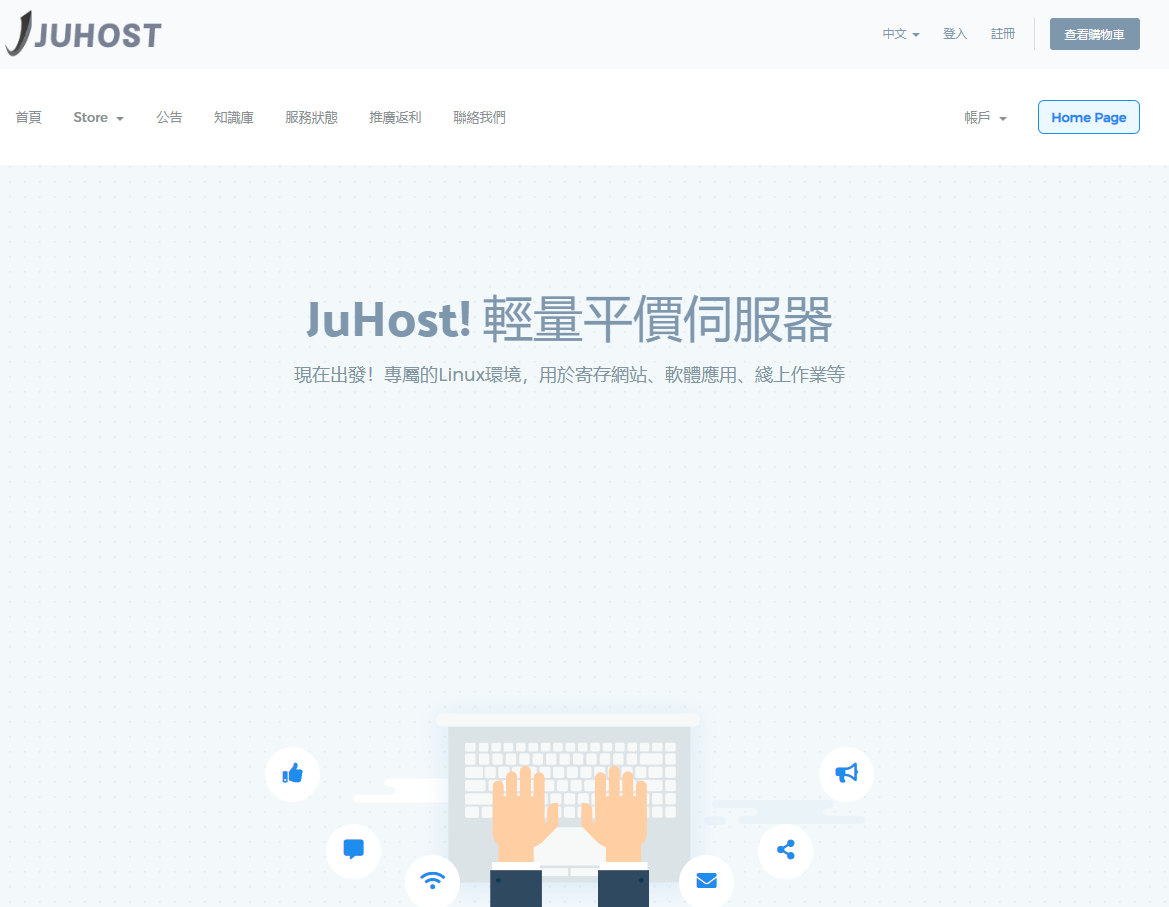 JUHOST
中文 登入 註冊 查看購物車
首頁 Store 公告 知識庫 服務狀態 推廣返利 聯絡我們 帳戶 Home Page
JuHost! 輕量平價伺服器
現在出發！專屬的Linux環境，用於寄存網站、軟體應用、綫上作業等